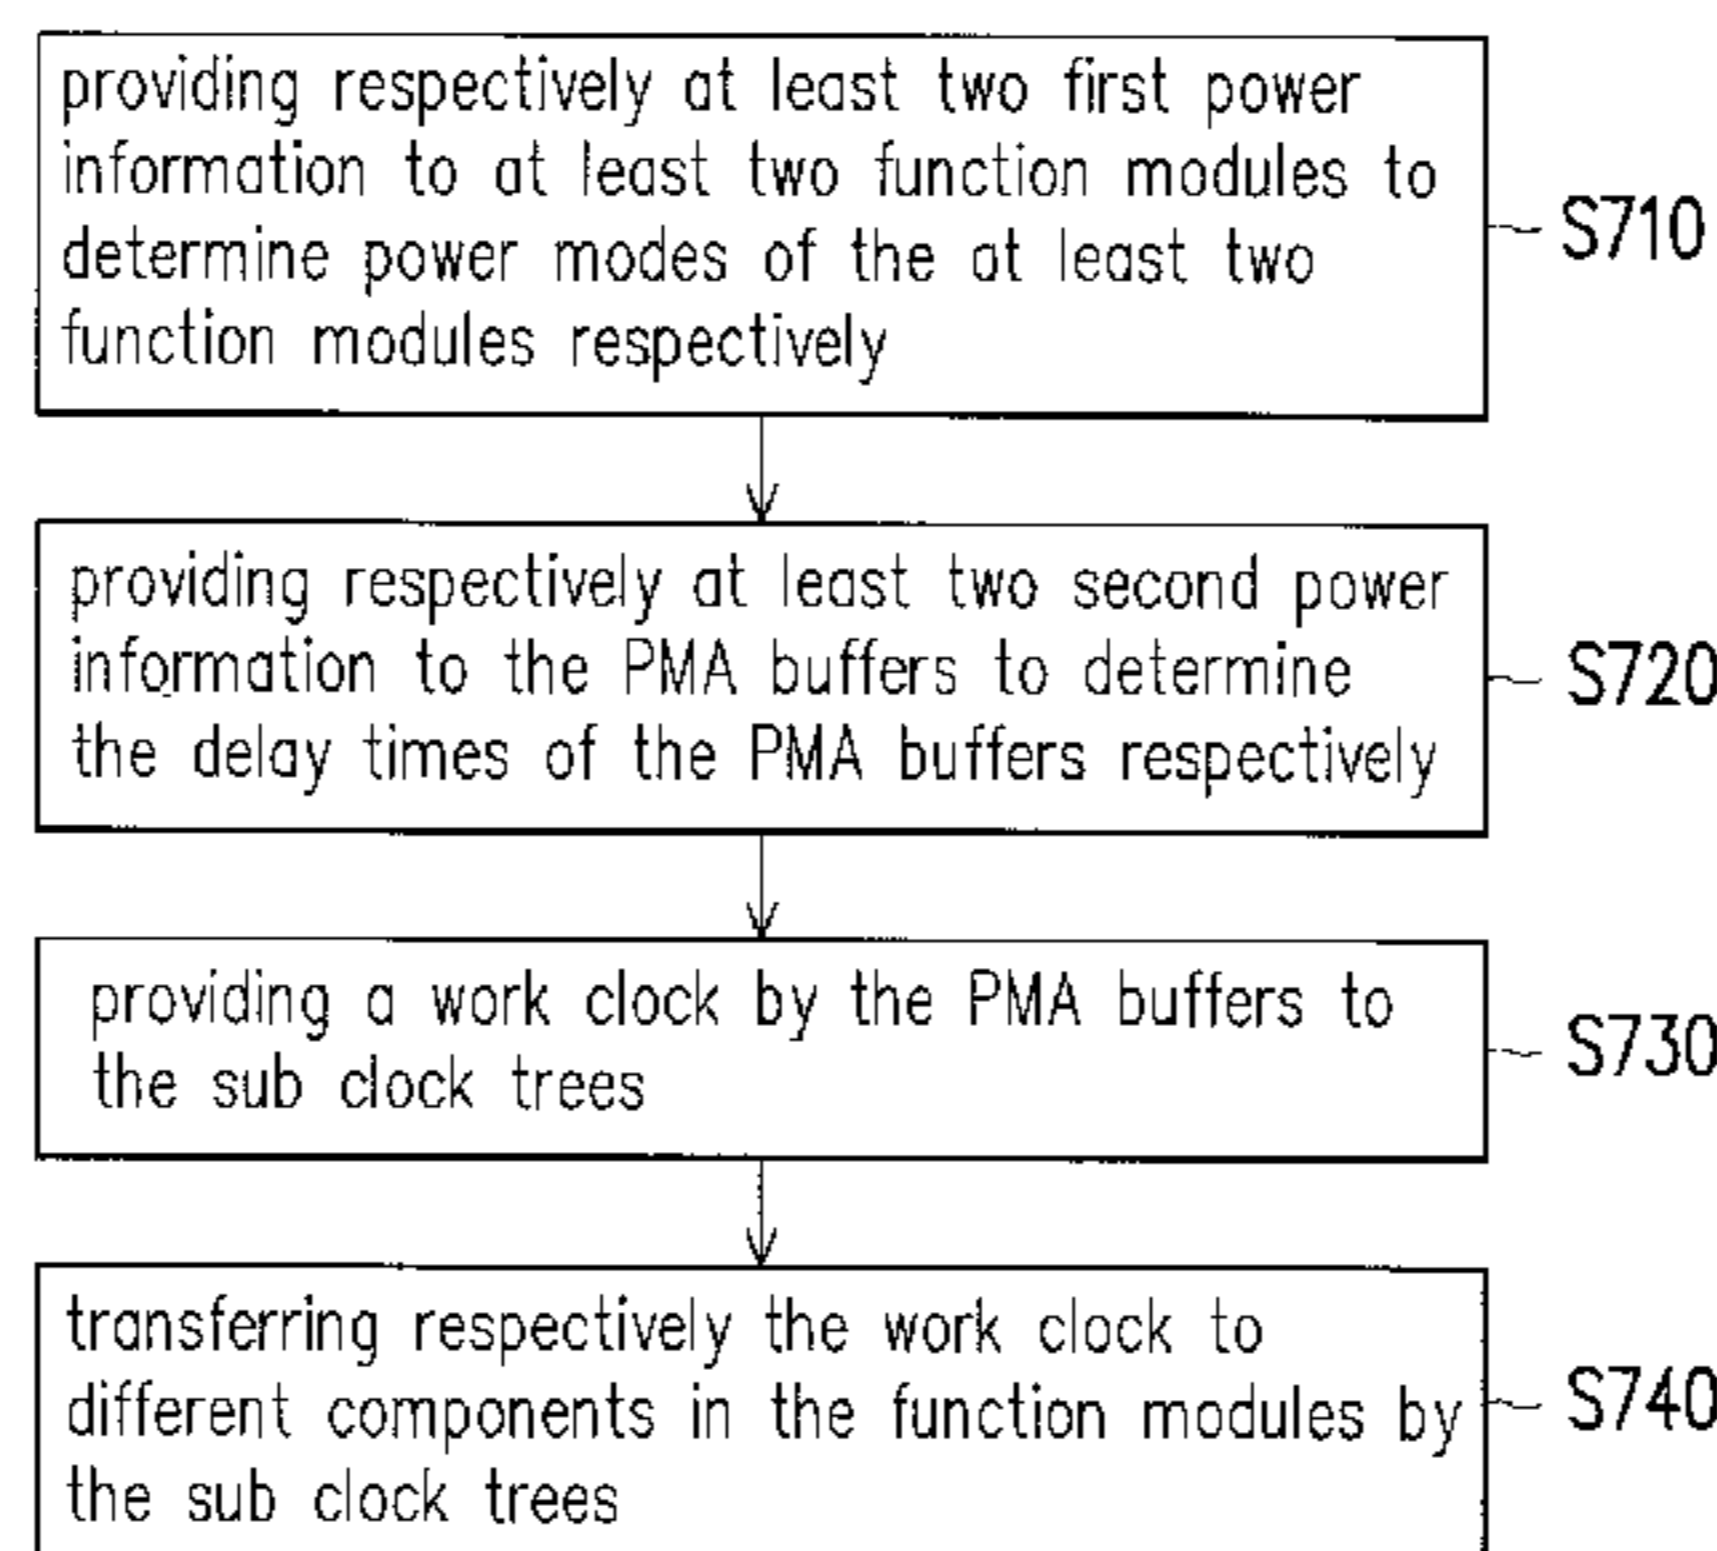 providing respectively at least two first power
information to at least two function modules to
determine power modes of the at least two
function modules respectively
S710
providing respectively at least two second power
information to the PMA buffers to determine
the delay times of the PMA buffers respectively
S720
providing a work clock by the PMA buffers to
the sub clock trees
S730
transferring respectively the work clock to
different components in the function modules by
the sub clock trees
S740